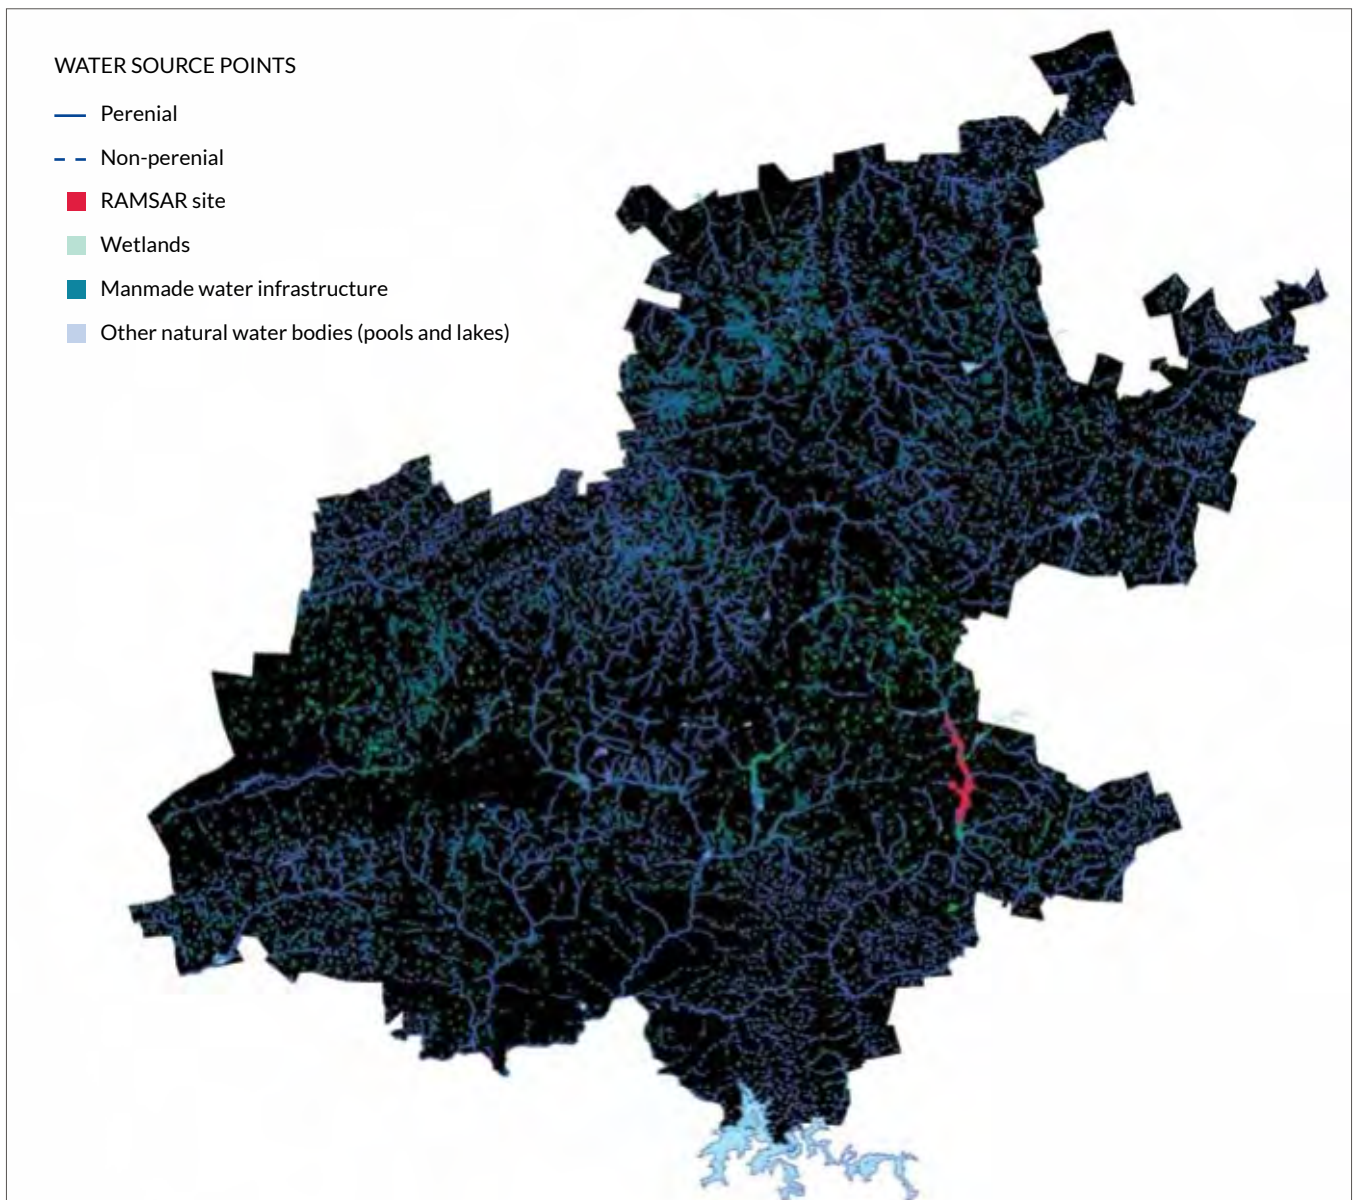 WATER SOURCE POINTS
Perenial
Non-perenial
RAMSAR site
Wetlands
Manmade water infrastructure
Other natural water bodies (pools and lakes)